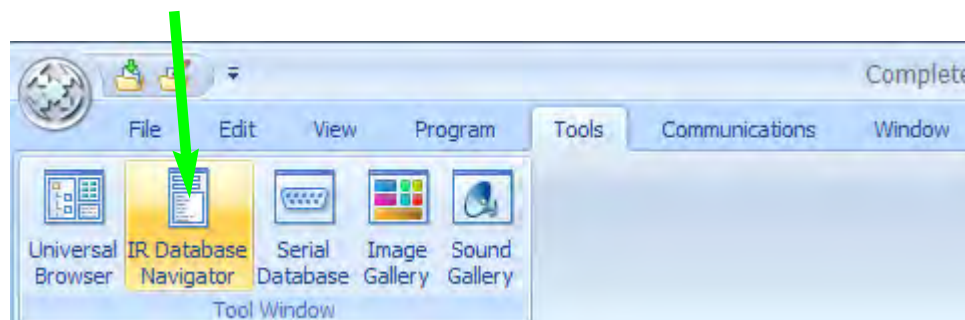 Complete
File Edit View Program Tools Communications Window
Universal Browser
IR Database Navigator
Serial Database
Image Gallery
Sound Gallery
Tool Window